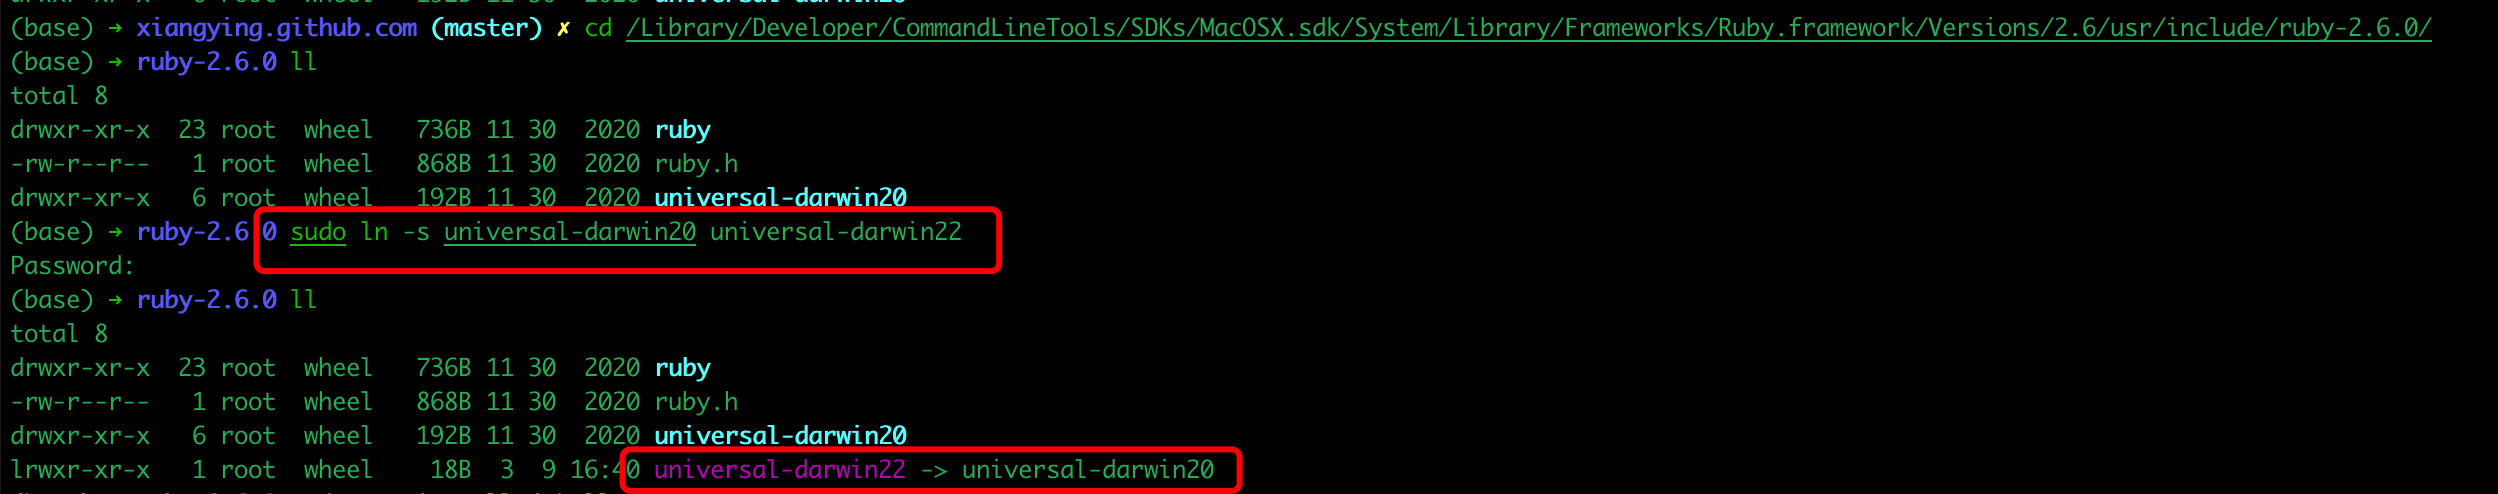 (base) → xiangying.github.com (master) ✗ cd /Library/Developer/CommandLineTools/SDKs/MacOSX.sdk/System/Library/Frameworks/Ruby.framework/Versions/2.6/usr/include/ruby-2.6.0/
(base) → ruby-2.6.0 ll
total 8
drwxr-xr-x  23 root  wheel   736B 11 30  2020 ruby
-rw-r--r--   1 root  wheel   868B 11 30  2020 ruby.h
drwxr-xr-x   6 root  wheel   192B 11 30  2020 universal-darwin20
(base) → ruby-2.6.0 sudo ln -s universal-darwin20 universal-darwin22
Password:
(base) → ruby-2.6.0 ll
total 8
drwxr-xr-x  23 root  wheel   736B 11 30  2020 ruby
-rw-r--r--   1 root  wheel   868B 11 30  2020 ruby.h
drwxr-xr-x   6 root  wheel   192B 11 30  2020 universal-darwin20
lrwxr-xr-x   1 root  wheel    18B  3  9 16:40 universal-darwin22 -> universal-darwin20